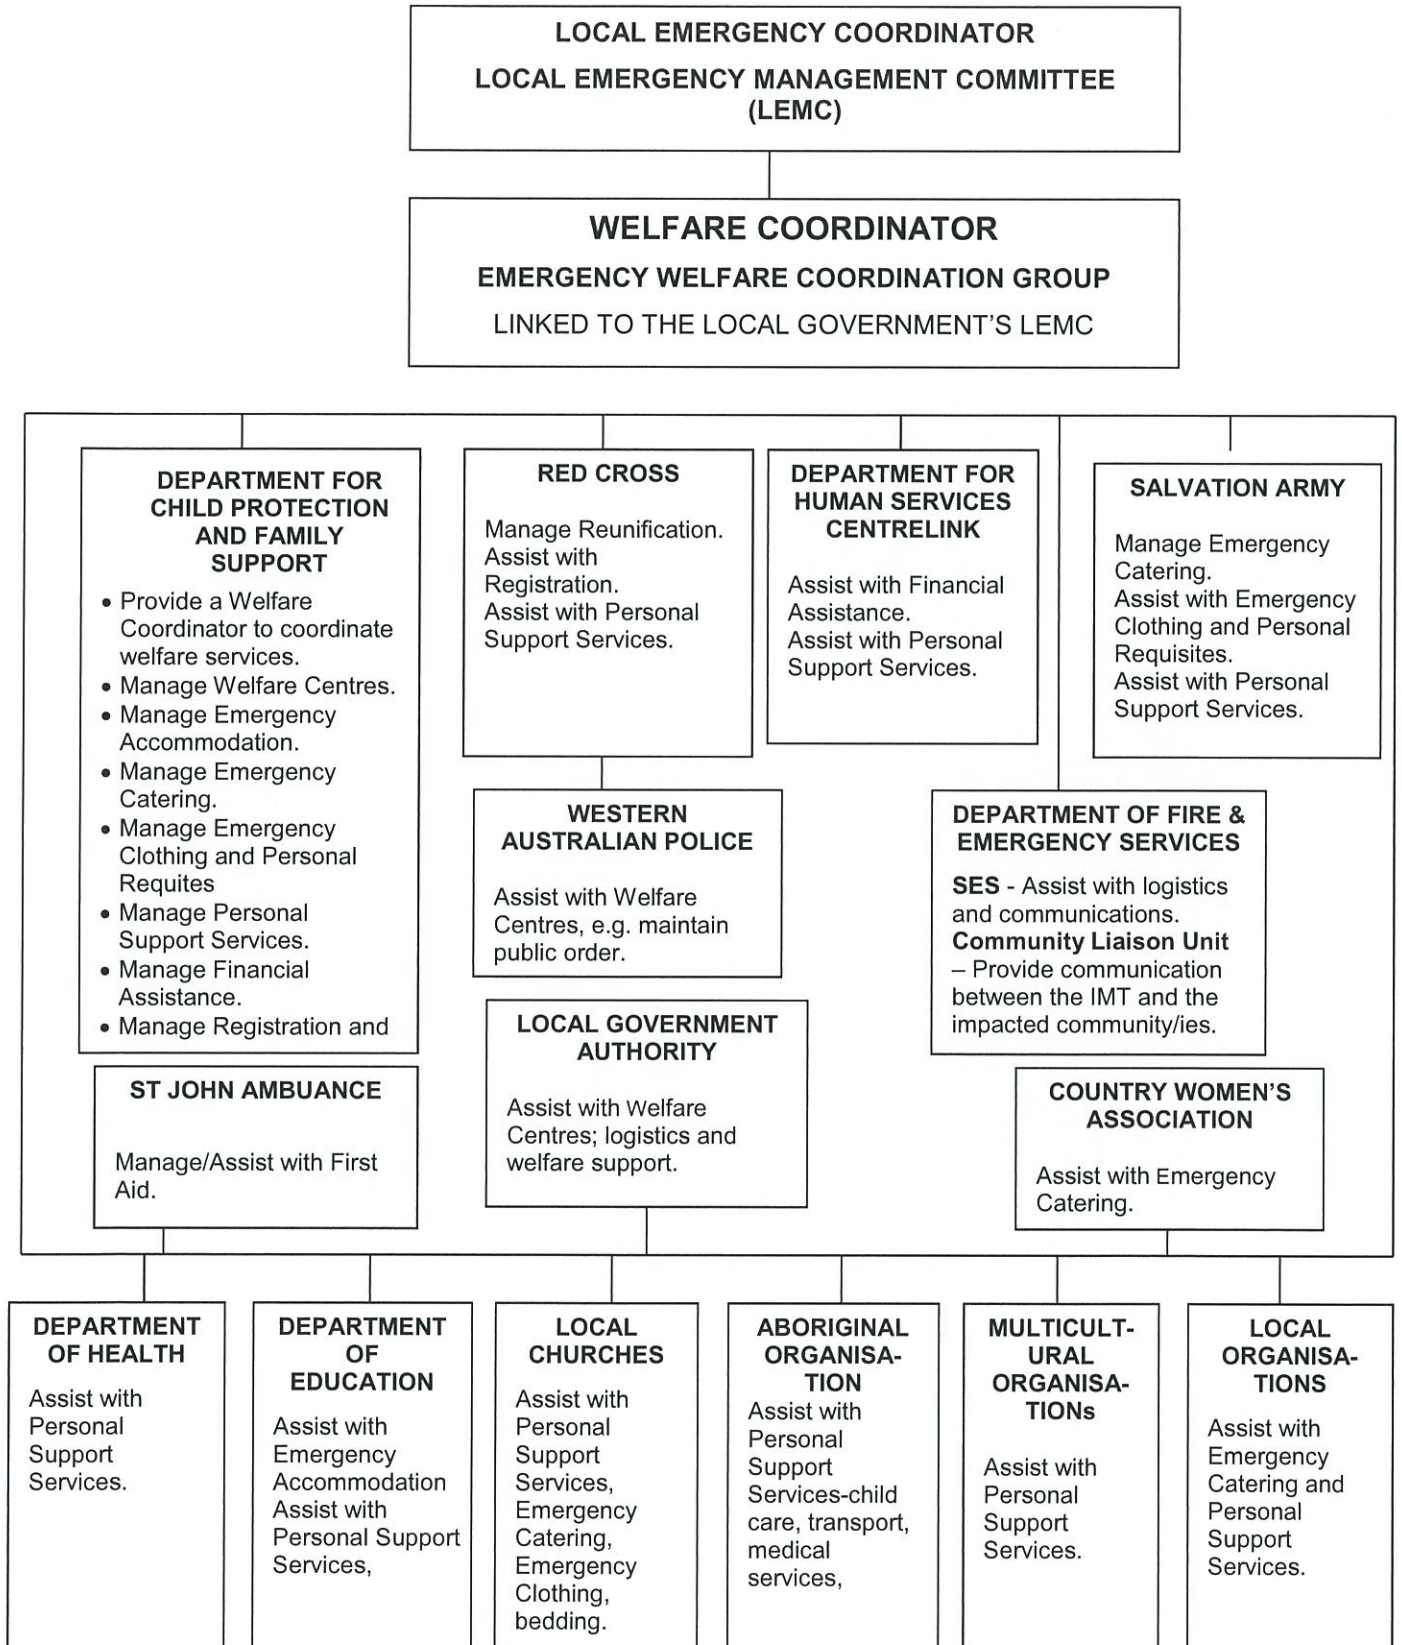 LOCAL EMERGENCY COORDINATOR
LOCAL EMERGENCY MANAGEMENT COMMITTEE
(LEMC)
WELFARE COORDINATOR
EMERGENCY WELFARE COORDINATION GROUP
LINKED TO THE LOCAL GOVERNMENT'S LEMC
DEPARTMENT FOR
CHILD PROTECTION
AND FAMILY
SUPPORT
• Provide a Welfare
Coordinator to coordinate
welfare services.
• Manage Welfare Centres.
• Manage Emergency
Accommodation.
• Manage Emergency
Catering.
• Manage Emergency
Clothing and Personal
Requites
• Manage Personal
Support Services.
• Manage Financial
Assistance.
• Manage Registration and
RED CROSS
Manage Reunification.
Assist with
Registration.
Assist with Personal
Support Services.
DEPARTMENT FOR
HUMAN SERVICES
CENTRELINK
Assist with Financial
Assistance.
Assist with Personal
Support Services.
SALVATION ARMY
Manage Emergency
Catering.
Assist with Emergency
Clothing and Personal
Requisites.
Assist with Personal
Support Services.
WESTERN
AUSTRALIAN POLICE
Assist with Welfare
Centres, e.g. maintain
public order.
DEPARTMENT OF FIRE &
EMERGENCY SERVICES
SES - Assist with logistics
and communications.
Community Liaison Unit
– Provide communication
between the IMT and the
impacted community/ies.
LOCAL GOVERNMENT
AUTHORITY
Assist with Welfare
Centres; logistics and
welfare support.
ST JOHN AMBUANCE
Manage/Assist with First
Aid.
COUNTRY WOMEN'S
ASSOCIATION
Assist with Emergency
Catering.
DEPARTMENT
OF HEALTH
Assist with
Personal
Support
Services.
DEPARTMENT
OF
EDUCATION
Assist with
Emergency
Accommodation
Assist with
Personal Support
Services,
LOCAL
CHURCHES
Assist with
Personal
Support
Services,
Emergency
Catering,
Emergency
Clothing,
bedding.
ABORIGINAL
ORGANISA-
TION
Assist with
Personal
Support
Services-child
care, transport,
medical
services,
MULTICULT-
URAL
ORGANISA-
TIONs
Assist with
Personal
Support
Services.
LOCAL
ORGANISA-
TIONS
Assist with
Emergency
Catering and
Personal
Support
Services.